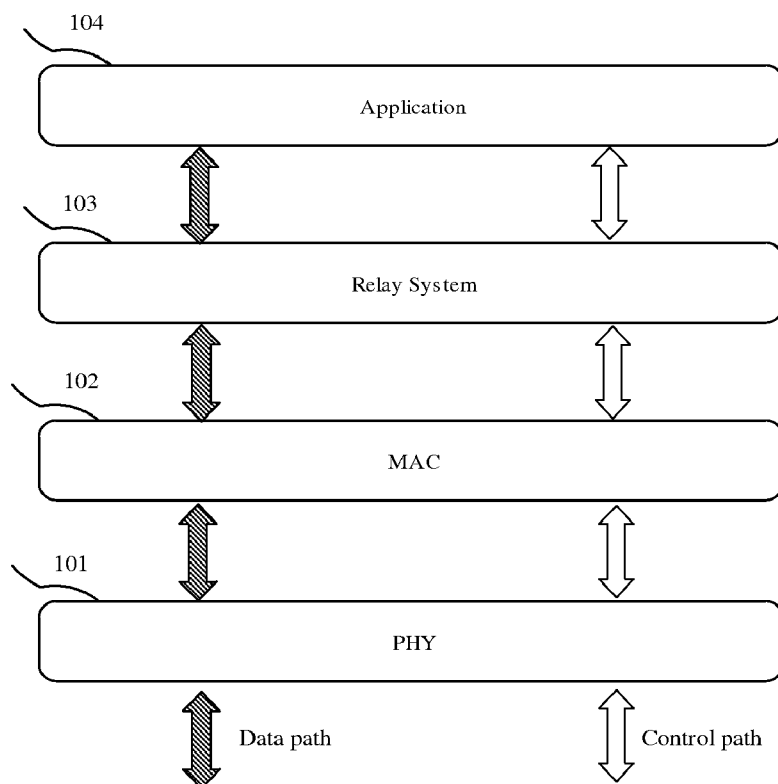 104
Application
103
Relay System
102
MAC
101
PHY
Data path
Control path